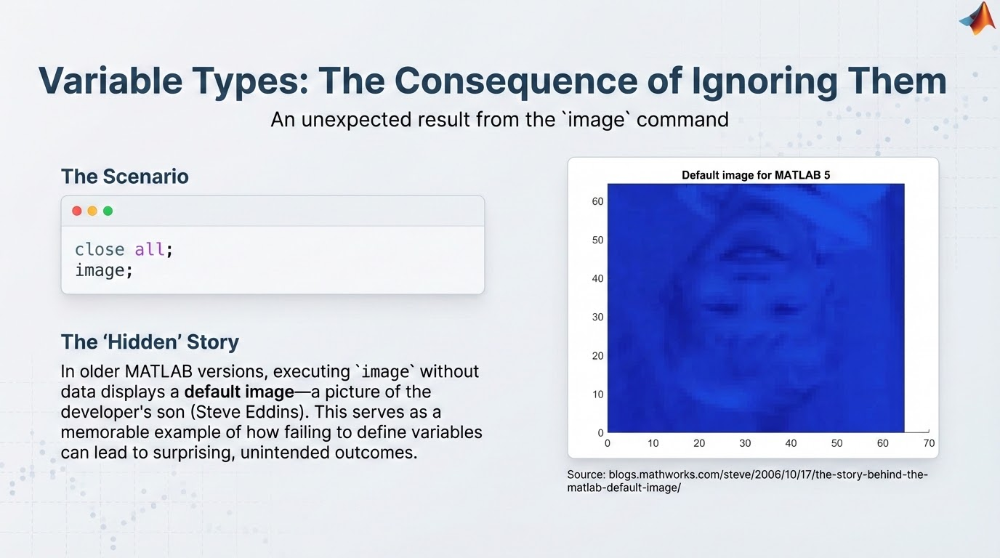 Variable Types: The Consequence of Ignoring Them
An unexpected result from the `image` command
The Scenario
close all;
image;
The ‘Hidden’ Story
In older MATLAB versions, executing `image` without
data displays a default image—a picture of the
developer's son (Steve Eddins). This serves as a
memorable example of how failing to define variables
can lead to surprising, unintended outcomes.
Default image for MATLAB 5
60
50
40
30
20
10
0
0 10 20 30 40 50 60 70
Source: blogs.mathworks.com/steve/2006/10/17/the-story-behind-the-
matlab-default-image/